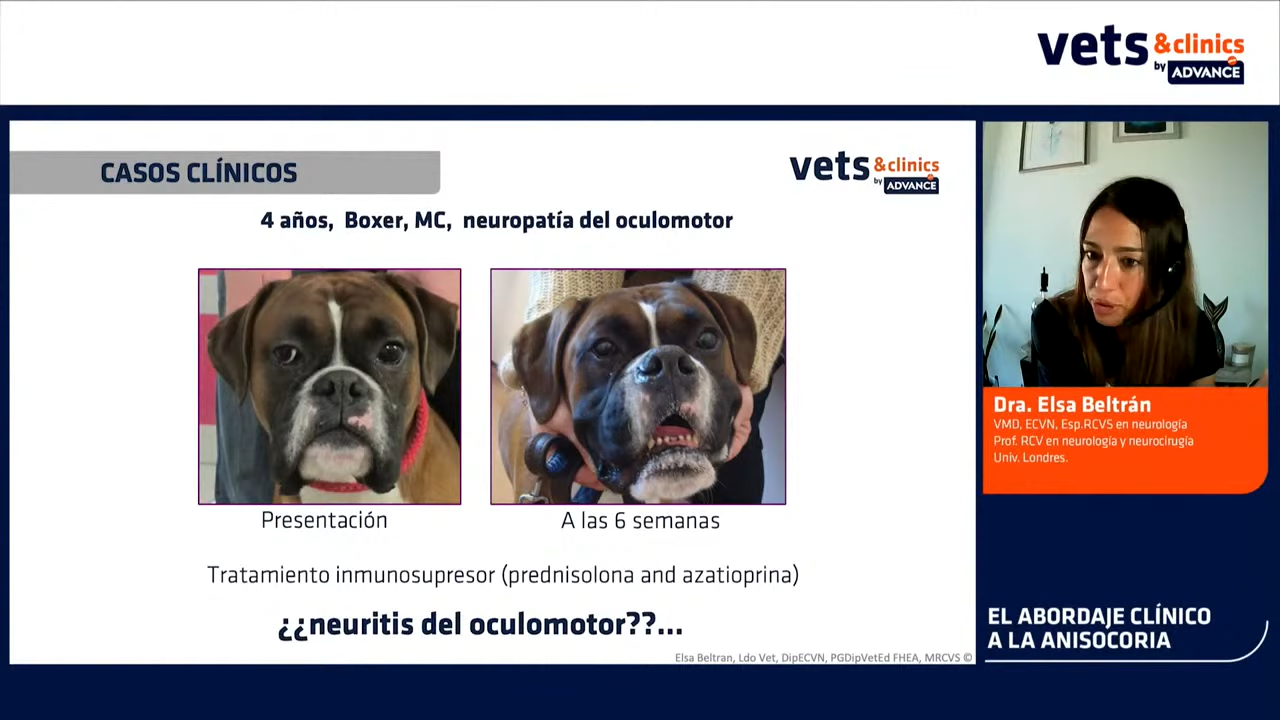 vets &clinics
by ADVANCE
CASOS CLÍNICOS
vets &clinics
by ADVANCE
4 años, Boxer, MC, neuropatía del oculomotor
Presentación
A las 6 semanas
Tratamiento inmunosupresor (prednisolona and azatioprina)
¿¿neuritis del oculomotor??...
Elsa Beltran, Ldo Vet, DipECVN, PGDipVetEd FHEA, MRCVS ©
Dra. Elsa Beltrán
VMD, ECVN, Esp.RCVS en neurología
Prof. RCV en neurología y neurocirugía
Univ. Londres.
EL ABORDAJE CLÍNICO
A LA ANISOCORIA